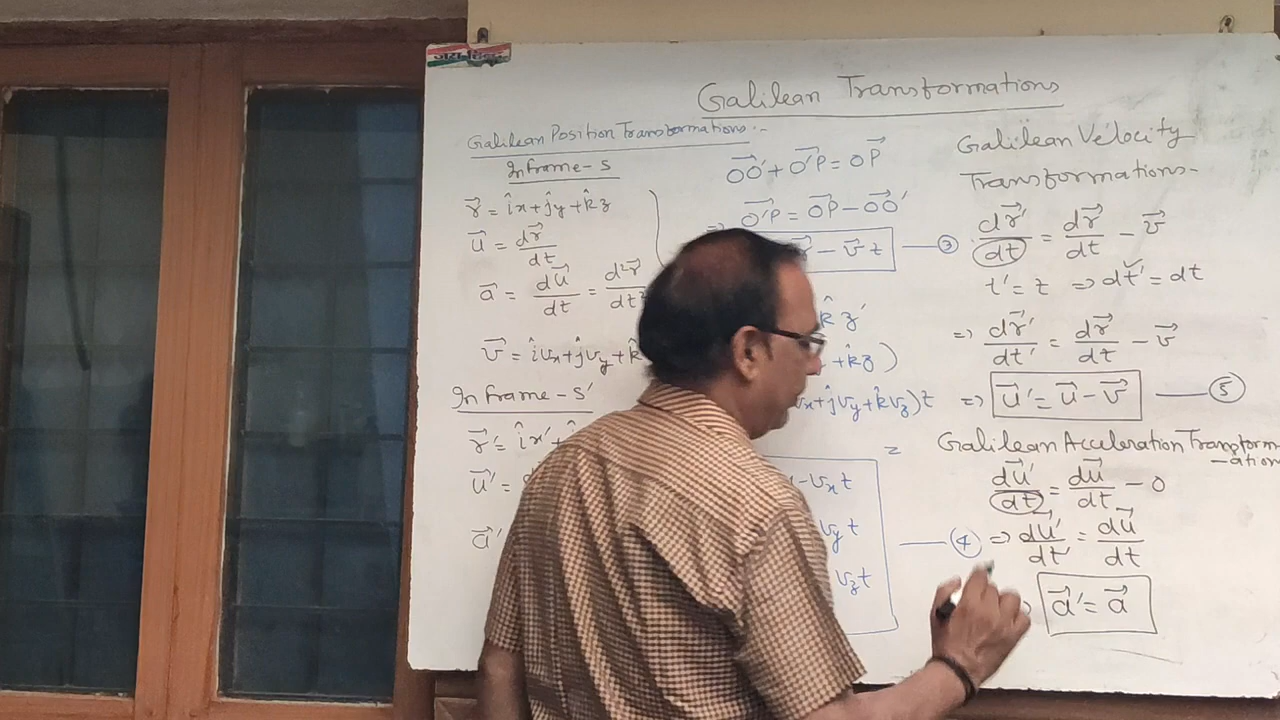 जय हिन्द
Galilean Transformations
Galilean Position Transformations:-
In frame-S
r⃗ = îx+ĵy+k̂z
u⃗ = dr⃗/dt
a⃗ = du⃗/dt = d²r⃗/dt²
v⃗ = îvx+ĵvy+k̂
In frame-S'
r⃗' = îx'+
u⃗' =
a⃗'
OO⃗' + O'P⃗ = OP⃗
⇒ O'P⃗ = OP⃗ - OO⃗'
- v⃗t — ③
k̂z'
+k̂z)
vx+ĵvy+k̂vz)t
-vxt
vyt — ④
vzt
Galilean Velocity
Transformations-
dr⃗'/dt = dr⃗/dt - v⃗
t'=t ⇒ dt'=dt
⇒ dr⃗'/dt' = dr⃗/dt - v⃗
⇒ u⃗' = u⃗ - v⃗ — ⑤
Galilean Acceleration Transform
-ation
du⃗'/dt = du⃗/dt - 0
⇒ du⃗'/dt' = du⃗/dt
a⃗' = a⃗